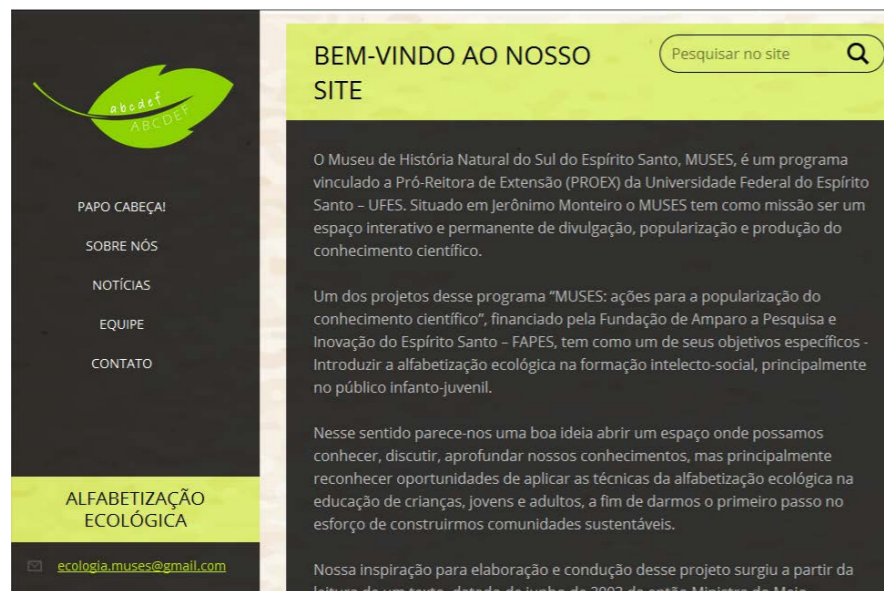 abcdef
ABCDEF
PAPO CABEÇA!
SOBRE NÓS
NOTÍCIAS
EQUIPE
CONTATO
ALFABETIZAÇÃO
ECOLÓGICA
ecologia.muses@gmail.com
BEM-VINDO AO NOSSO
SITE
Pesquisar no site
O Museu de História Natural do Sul do Espírito Santo, MUSES, é um programa
vinculado a Pró-Reitora de Extensão (PROEX) da Universidade Federal do Espírito
Santo – UFES. Situado em Jerônimo Monteiro o MUSES tem como missão ser um
espaço interativo e permanente de divulgação, popularização e produção do
conhecimento científico.
Um dos projetos desse programa “MUSES: ações para a popularização do
conhecimento científico”, financiado pela Fundação de Amparo a Pesquisa e
Inovação do Espírito Santo – FAPES, tem como um de seus objetivos específicos -
Introduzir a alfabetização ecológica na formação intelecto-social, principalmente
no público infanto-juvenil.
Nesse sentido parece-nos uma boa ideia abrir um espaço onde possamos
conhecer, discutir, aprofundar nossos conhecimentos, mas principalmente
reconhecer oportunidades de aplicar as técnicas da alfabetização ecológica na
educação de crianças, jovens e adultos, a fim de darmos o primeiro passo no
esforço de construirmos comunidades sustentáveis.
Nossa inspiração para elaboração e condução desse projeto surgiu a partir da